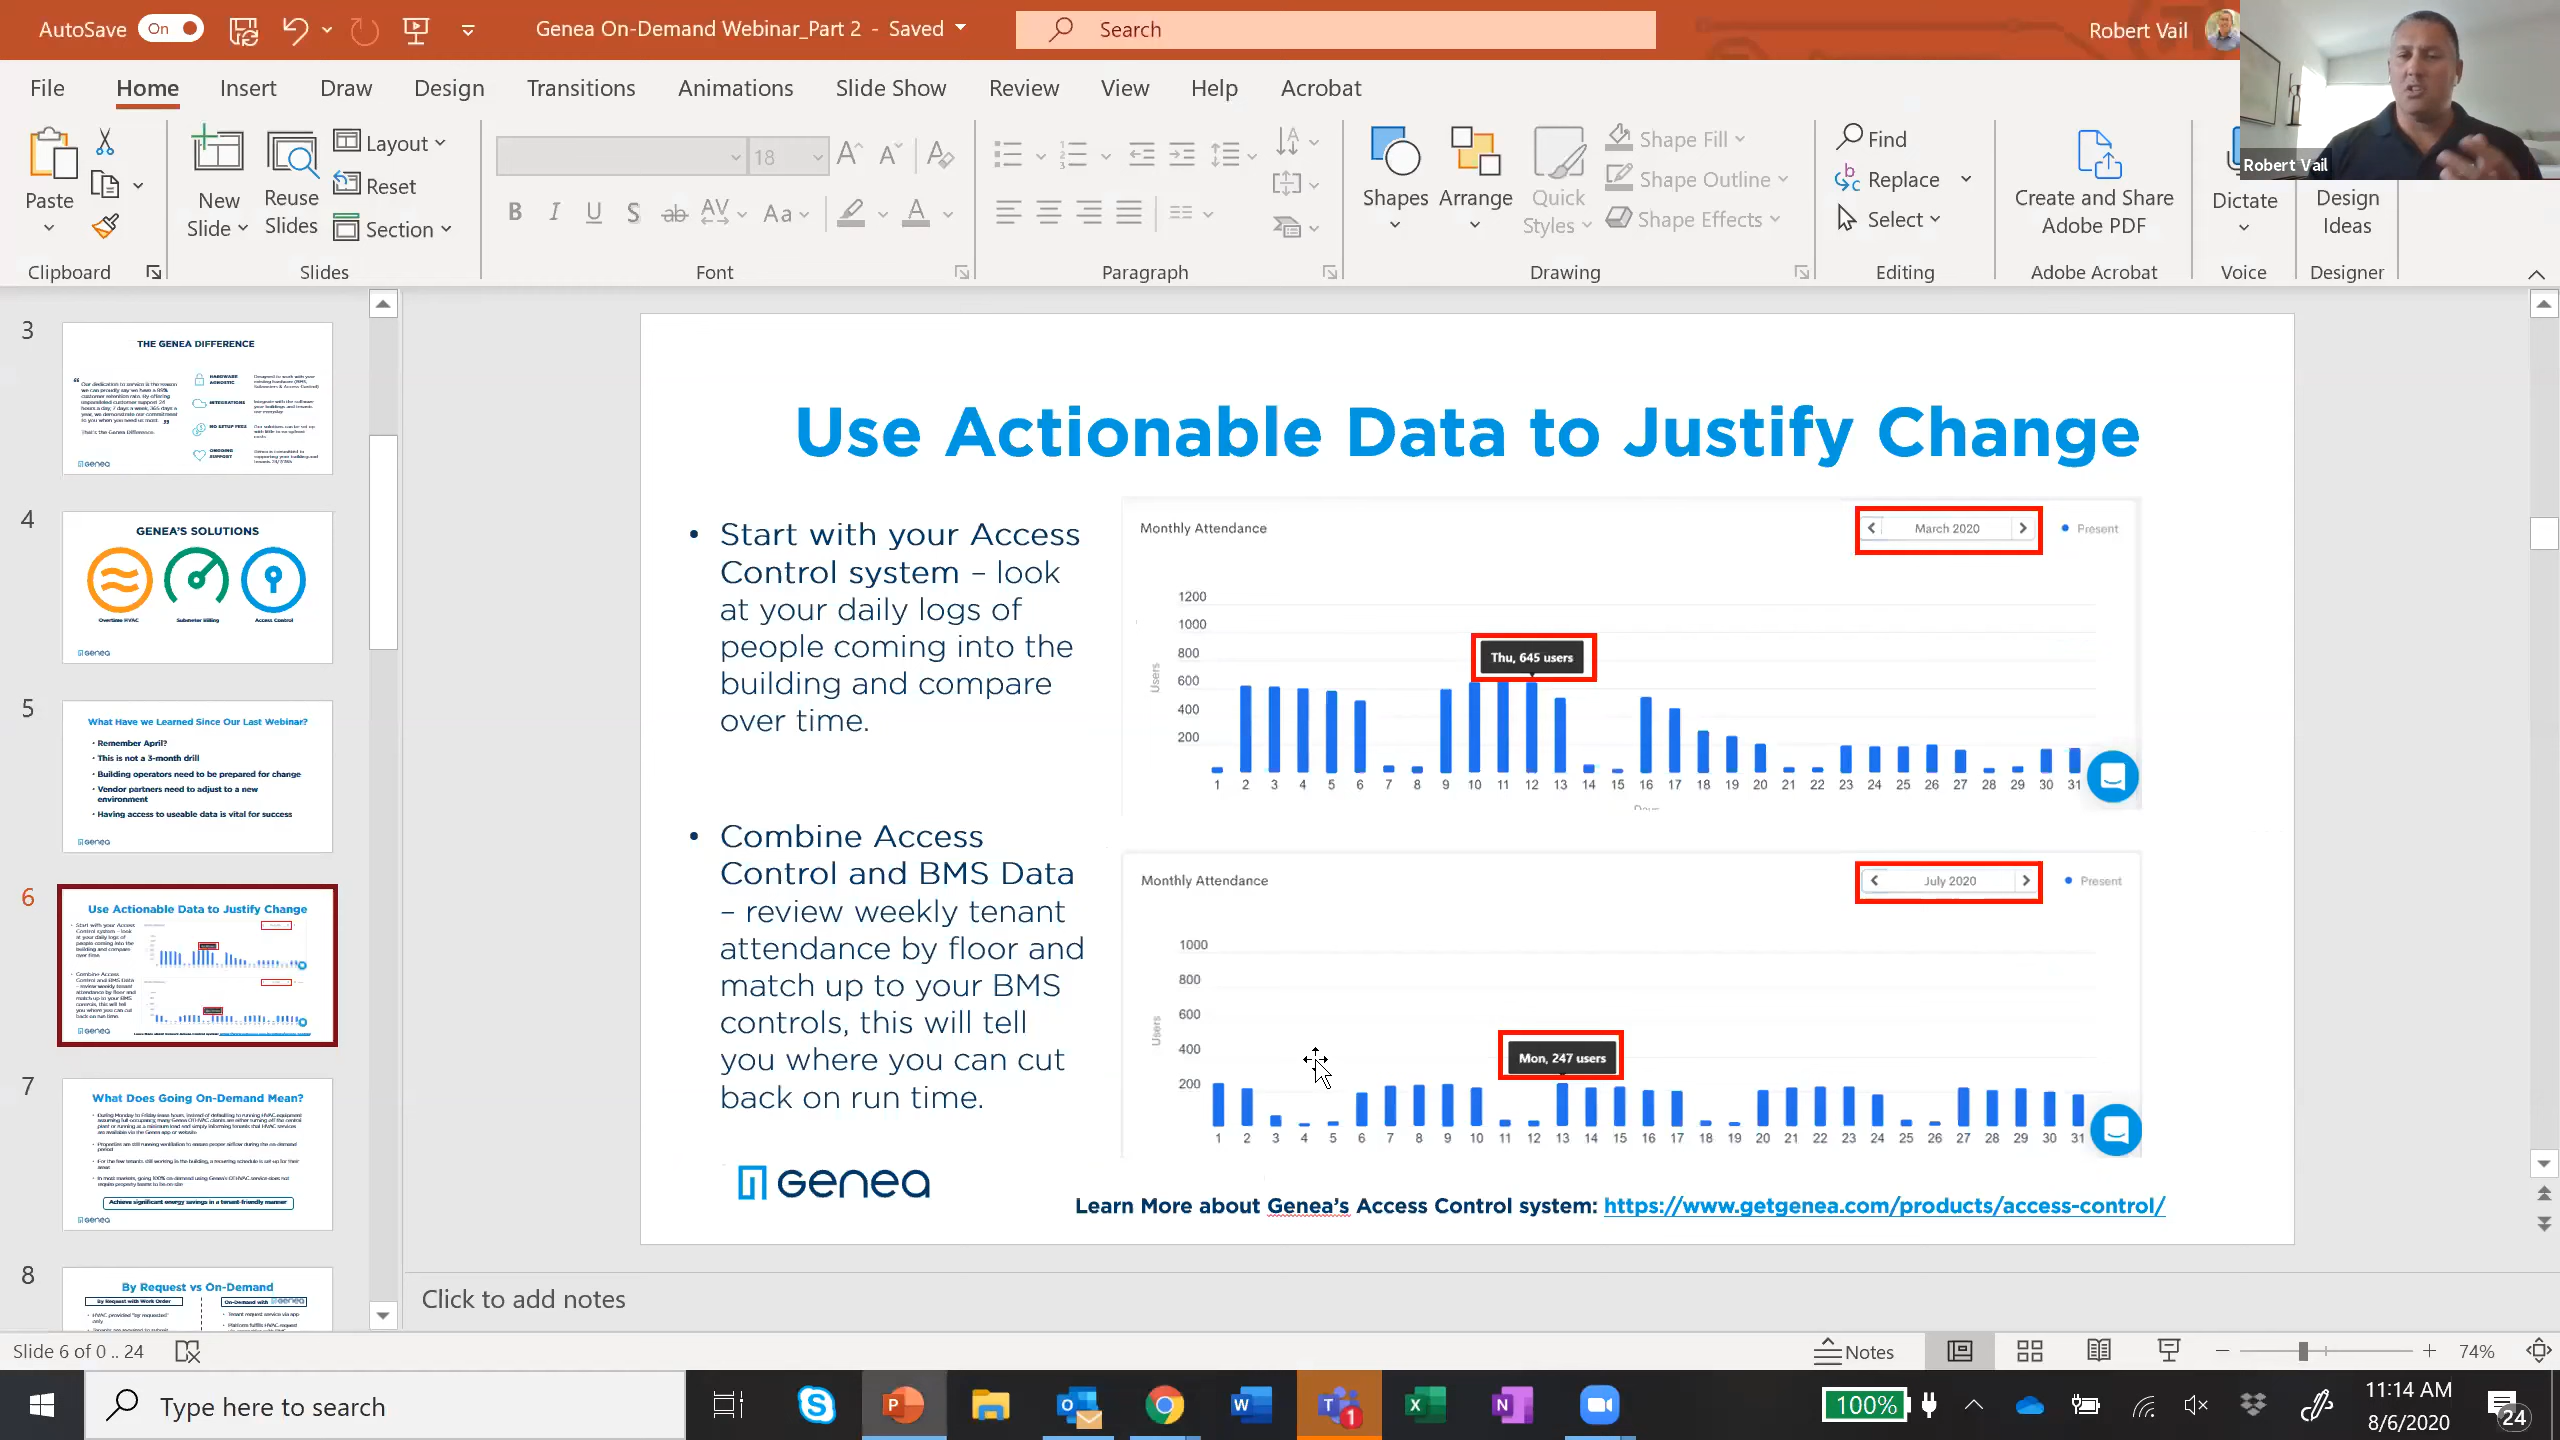 AutoSave On Genea On-Demand Webinar_Part 2 - Saved Search Robert Vail
File Home Insert Draw Design Transitions Animations Slide Show Review View Help Acrobat
Paste
New Slide
Reuse Slides
Layout
Reset
Section
18
Shapes
Arrange
Quick Styles
Shape Fill
Shape Outline
Shape Effects
Find
Replace
Select
Create and Share
Adobe PDF
Dictate
Design
Ideas
Robert Vail
Clipboard Slides Font Paragraph Drawing Editing Adobe Acrobat Voice Designer
3
THE GENEA DIFFERENCE
HARDWARE AGNOSTIC
INTEGRATIONS
NO SETUP FEES
ONGOING SUPPORT
That's the Genea Difference.
Genea
4
GENEA'S SOLUTIONS
Overtime HVAC Submeter Billing Access Control
Genea
5
What Have we Learned Since Our Last Webinar?
• Remember April?
• This is not a 3-month drill
• Building operators need to be prepared for change
• Vendor partners need to adjust to a new
environment
• Having access to useable data is vital for success
Genea
6
Use Actionable Data to Justify Change
Start with your Access
Control system – look
at your daily logs of
people coming into the
building and compare
over time.
Combine Access
Control and BMS Data
– review weekly tenant
attendance by floor and
match up to your BMS
controls, this will tell
you where you can cut
back on run time.
Genea
7
What Does Going On-Demand Mean?
Achieve significant energy savings in a tenant-friendly manner
Genea
8
By Request vs On-Demand
By Request with Work Order On-Demand with Genea
• HVAC provided "by requested"
only
• Tenant request service via app
Use Actionable Data to Justify Change
• Start with your Access
Control system – look
at your daily logs of
people coming into the
building and compare
over time.
• Combine Access
Control and BMS Data
– review weekly tenant
attendance by floor and
match up to your BMS
controls, this will tell
you where you can cut
back on run time.
Monthly Attendance March 2020 Present
1200
1000
800
600
400
200
Users
Thu, 645 users
1 2 3 4 5 6 7 8 9 10 11 12 13 14 15 16 17 18 19 20 21 22 23 24 25 26 27 28 29 30 31
Days
Monthly Attendance July 2020 Present
1000
800
600
400
200
Users
Mon, 247 users
1 2 3 4 5 6 7 8 9 10 11 12 13 14 15 16 17 18 19 20 21 22 23 24 25 26 27 28 29 30 31
Genea
Learn More about Genea's Access Control system: https://www.getgenea.com/products/access-control/
Click to add notes
Slide 6 of 0 .. 24 Notes 74%
Type here to search
1
100%
11:14 AM
8/6/2020
24